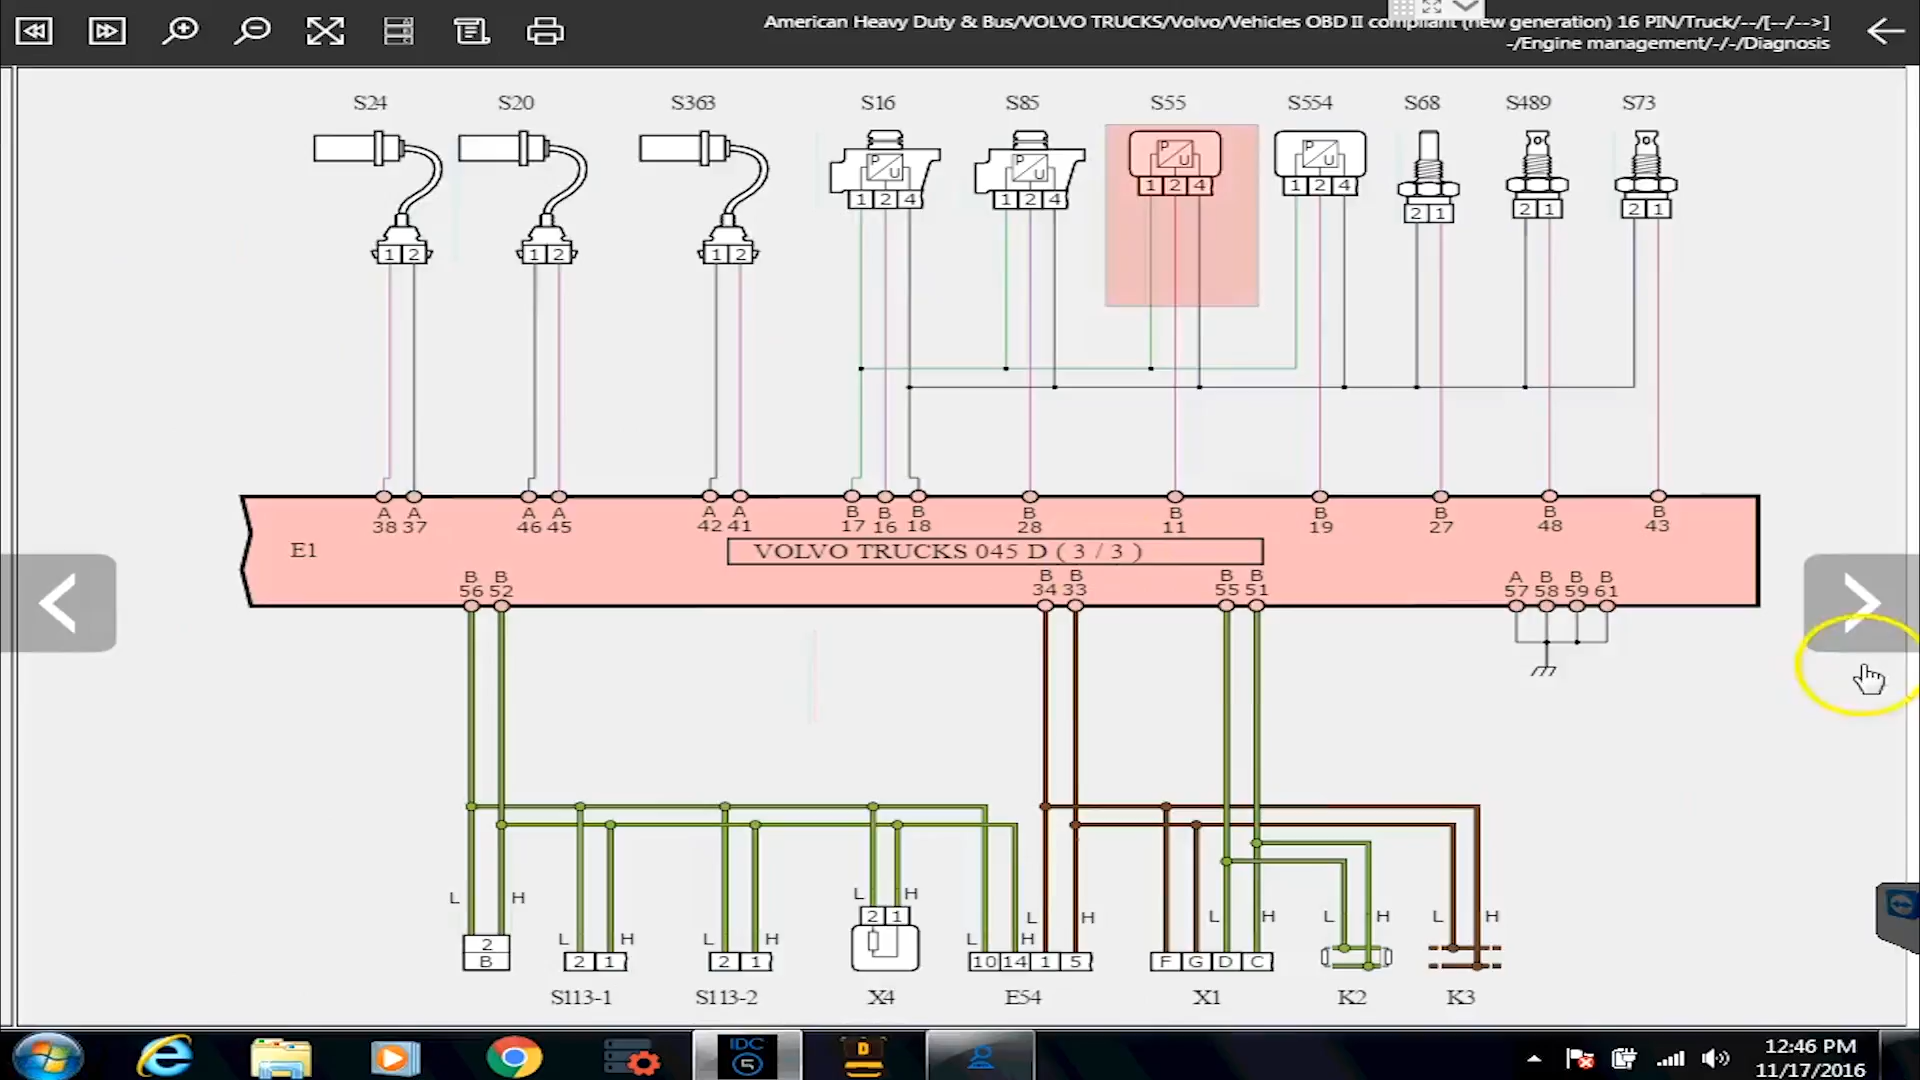 American Heavy Duty & Bus/VOLVO TRUCKS/Volvo/Vehicles OBD II compliant (new generation) 16 PIN/Truck/--/[--/-->]
-/Engine management/-/-/Diagnosis
S24 S20 S363 S16 S85 S55 S554 S68 S489 S73
P U P U P U P U
1 2 4 1 2 4
1 2 4 1 2 4 2 1 2 1 2 1
1 2 1 2 1 2
A A A A A A B B B B B B B B B
38 37 46 45 42 41 17 16 18 28 11 19 27 48 43
E1 VOLVO TRUCKS 045 D ( 3 / 3 )
B B B B B B A B B B
56 52 34 33 55 51 57 58 59 61
L H L H L H L H L H L H
L H L H L H
2 1
2
B 2 1 2 1 10 14 1 5 F G D C
S113-1 S113-2 X4 E54 X1 K2 K3
IDC
5
D
12:46 PM
11/17/2016